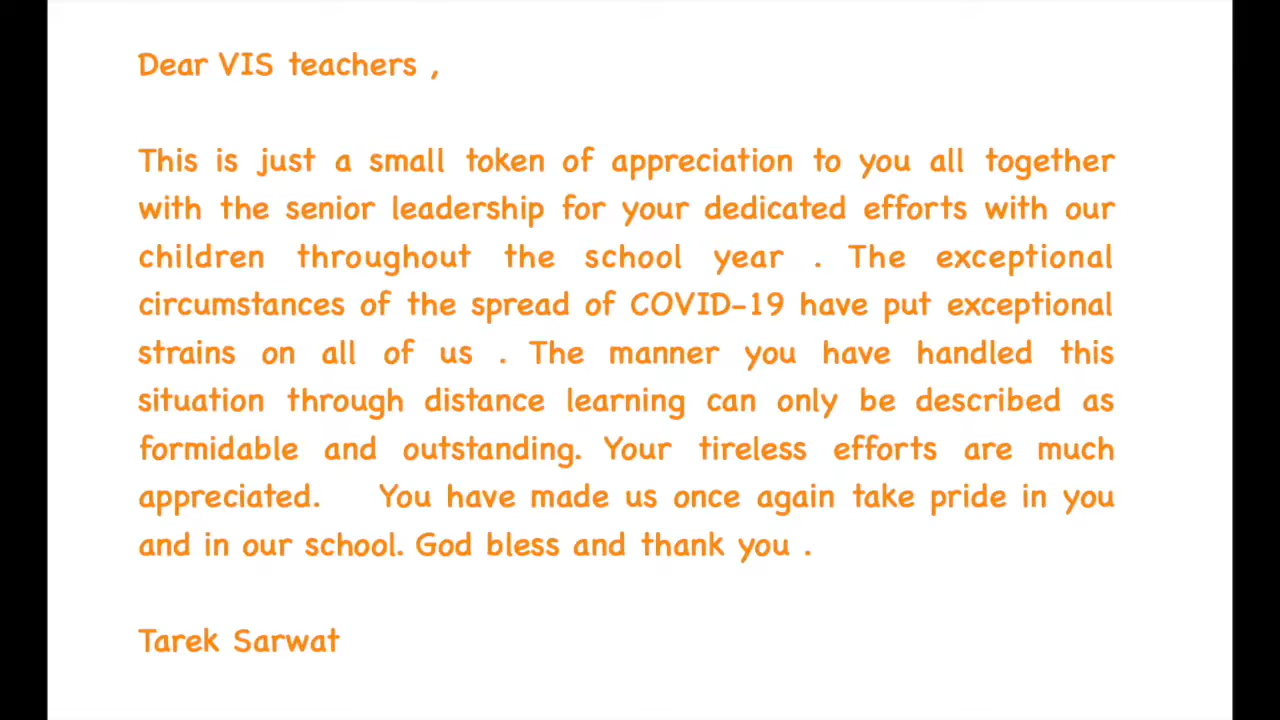 Dear VIS teachers ,
This is just a small token of appreciation to you all together
with the senior leadership for your dedicated efforts with our
children throughout the school year . The exceptional
circumstances of the spread of COVID-19 have put exceptional
strains on all of us . The manner you have handled this
situation through distance learning can only be described as
formidable and outstanding. Your tireless efforts are much
appreciated. You have made us once again take pride in you
and in our school. God bless and thank you .
Tarek Sarwat